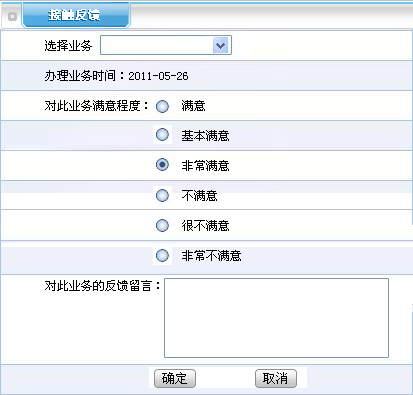 接触反馈
选择业务
办理业务时间：2011-05-26
对此业务满意程度： 满意
基本满意
非常满意
不满意
很不满意
非常不满意
对此业务的反馈留言：
确定 取消